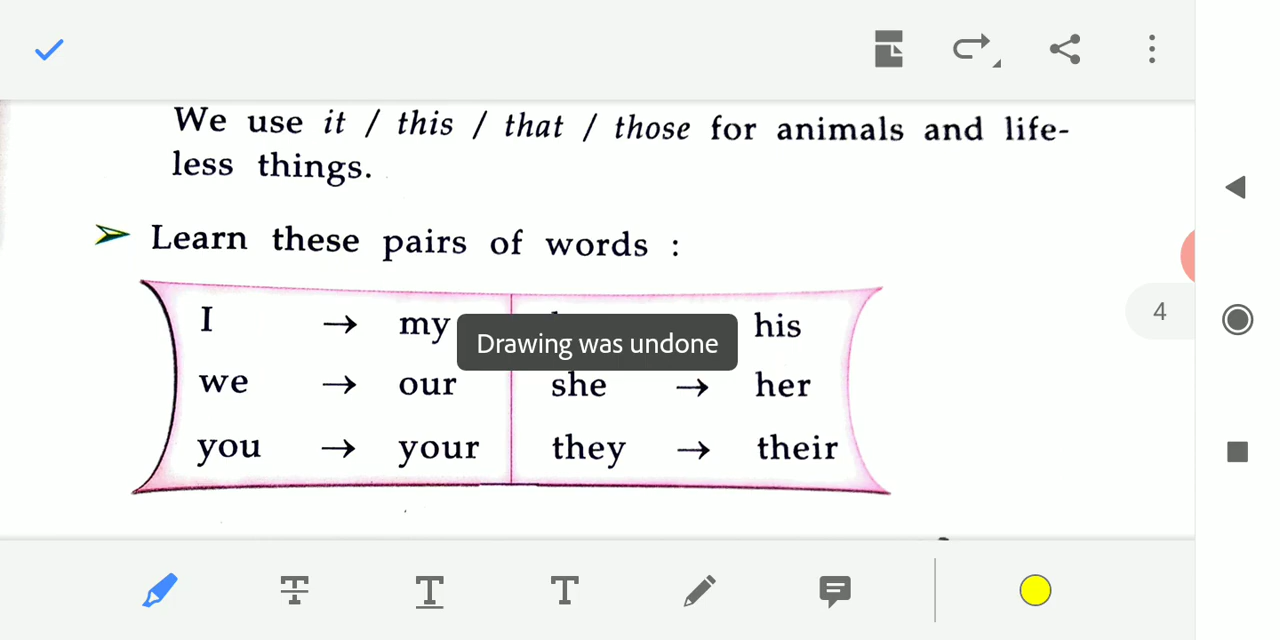 We use it / this / that / those for animals and life-
less things.
➢ Learn these pairs of words :
I → my his
we → our she → her
you → your they → their
Drawing was undone
4